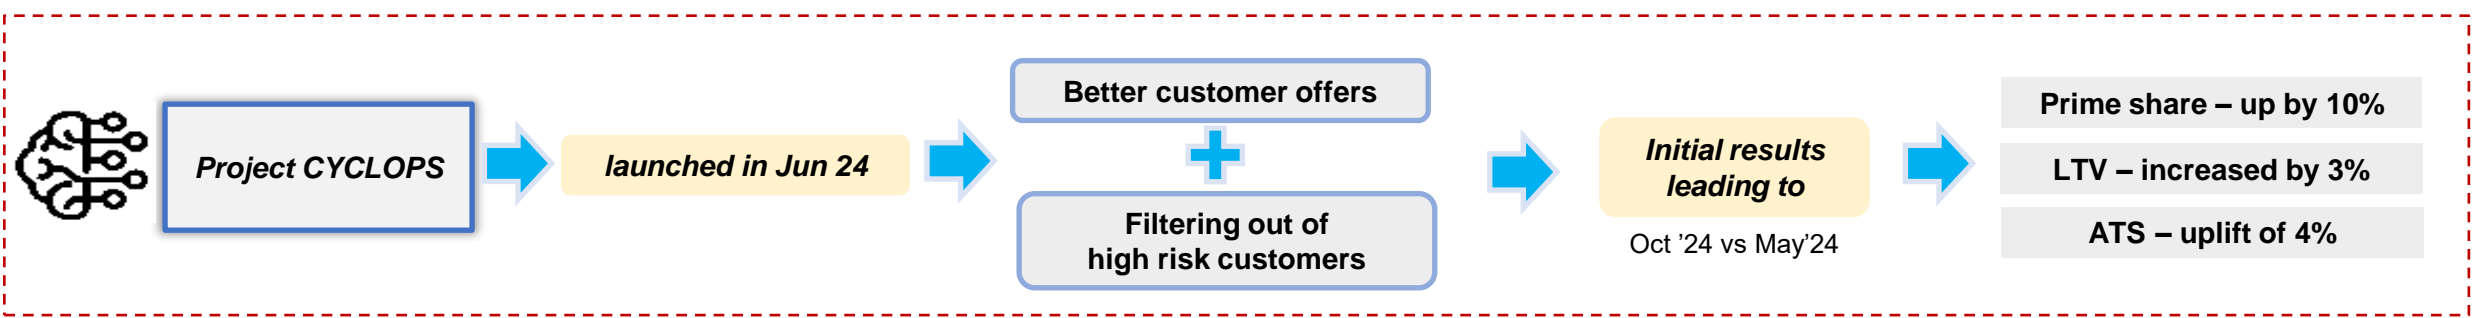 Project CYCLOPS
launched in Jun 24
Better customer offers
Filtering out of
high risk customers
Initial results
leading to
Oct ’24 vs May’24
Prime share – up by 10%
LTV – increased by 3%
ATS – uplift of 4%